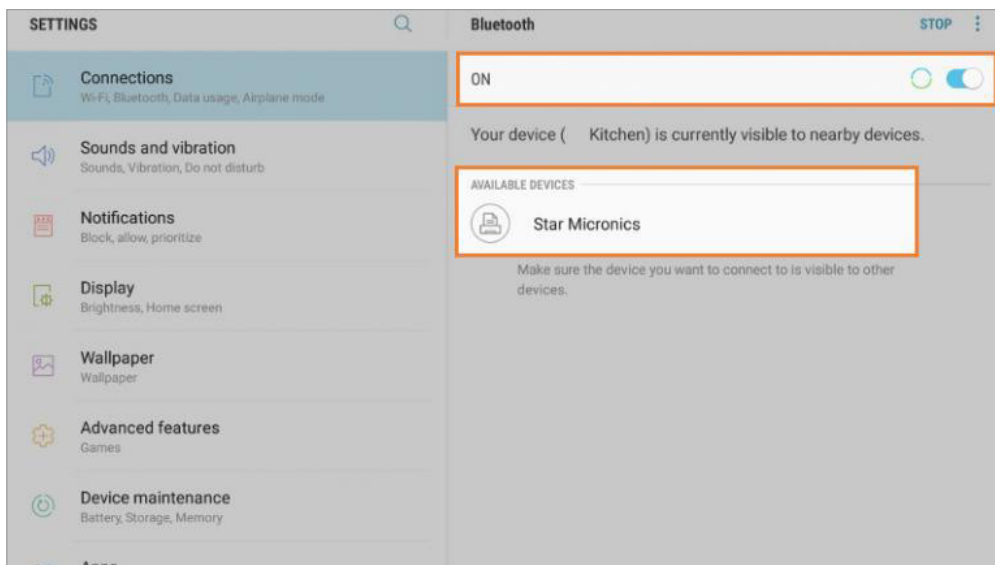 SETTINGS
Connections
Wi-Fi, Bluetooth, Data usage, Airplane mode
Sounds and vibration
Sounds, Vibration, Do not disturb
Notifications
Block, allow, prioritize
Display
Brightness, Home screen
Wallpaper
Wallpaper
Advanced features
Games
Device maintenance
Battery, Storage, Memory
Bluetooth
STOP
ON
Your device ( Kitchen) is currently visible to nearby devices.
AVAILABLE DEVICES
Star Micronics
Make sure the device you want to connect to is visible to other
devices.